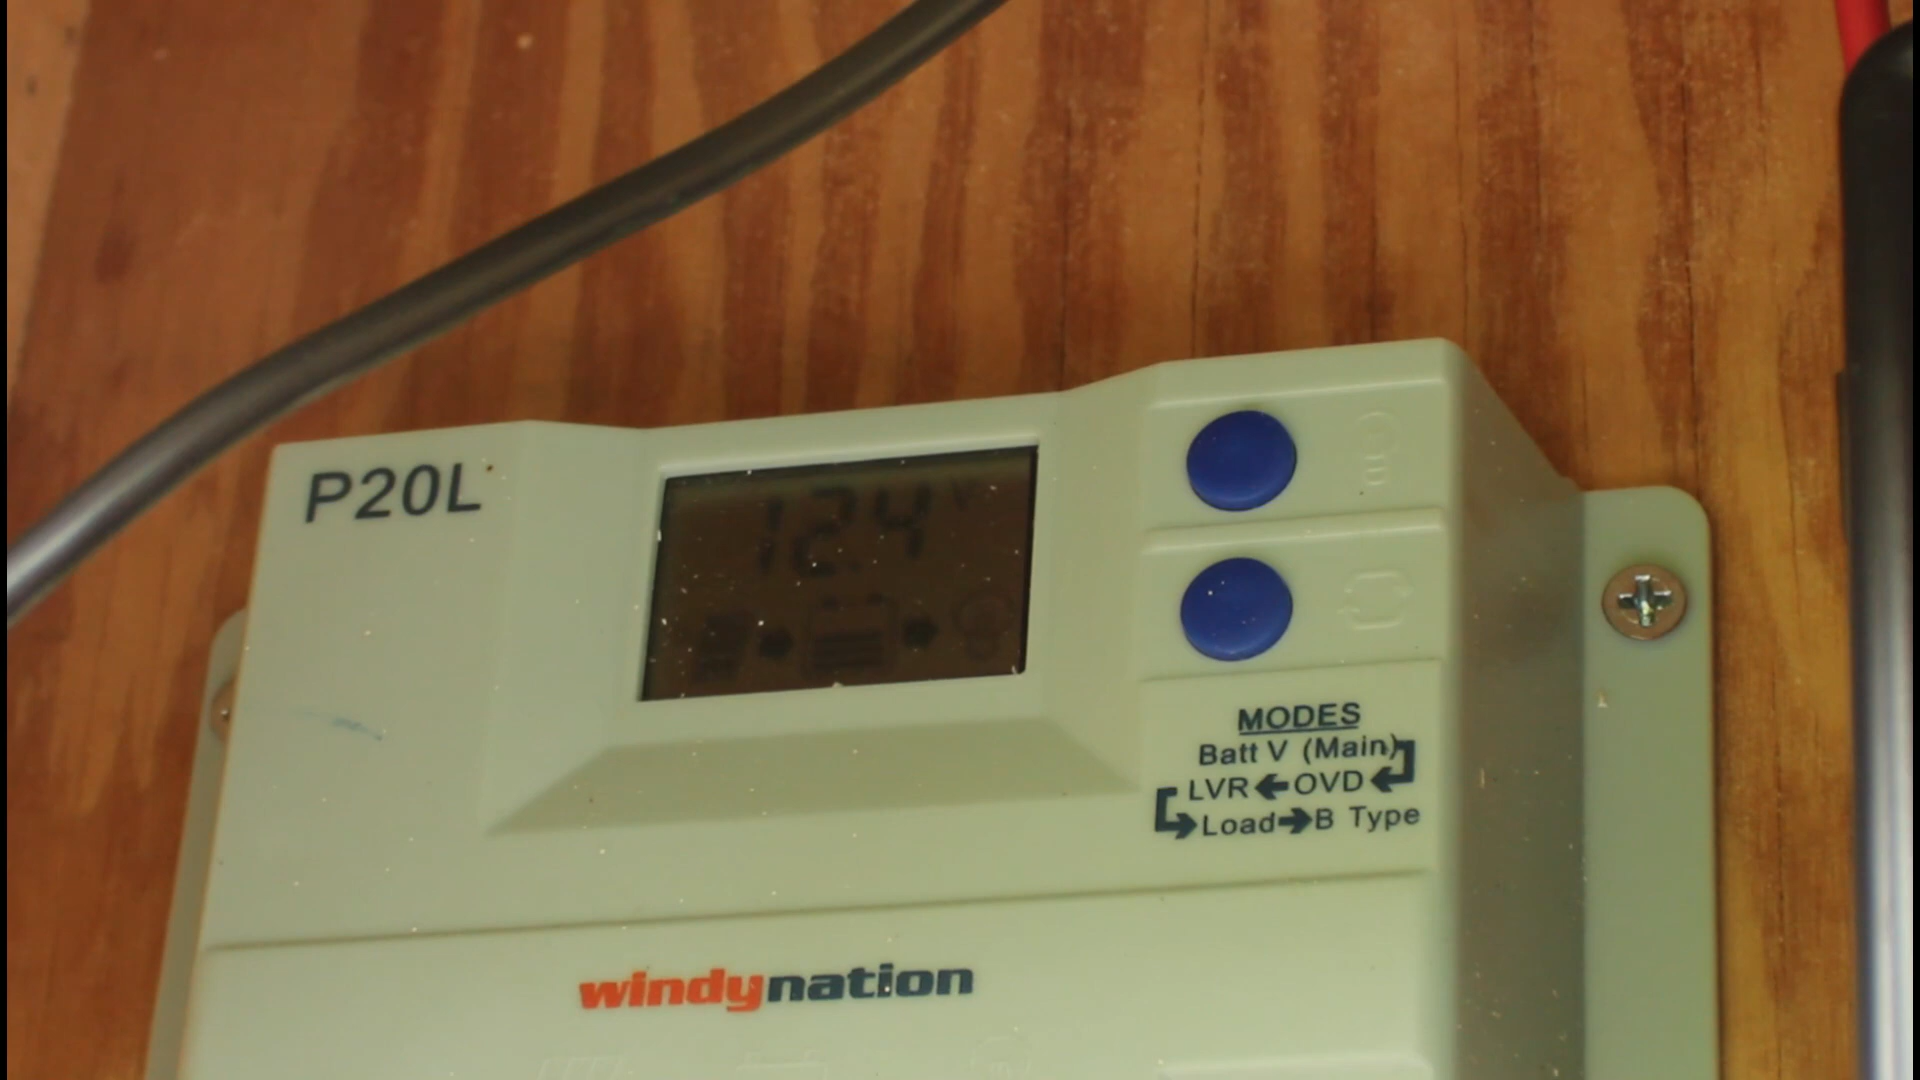 P20L
12.4 V
MODES
Batt V (Main)
LVR OVD
Load B Type
windynation